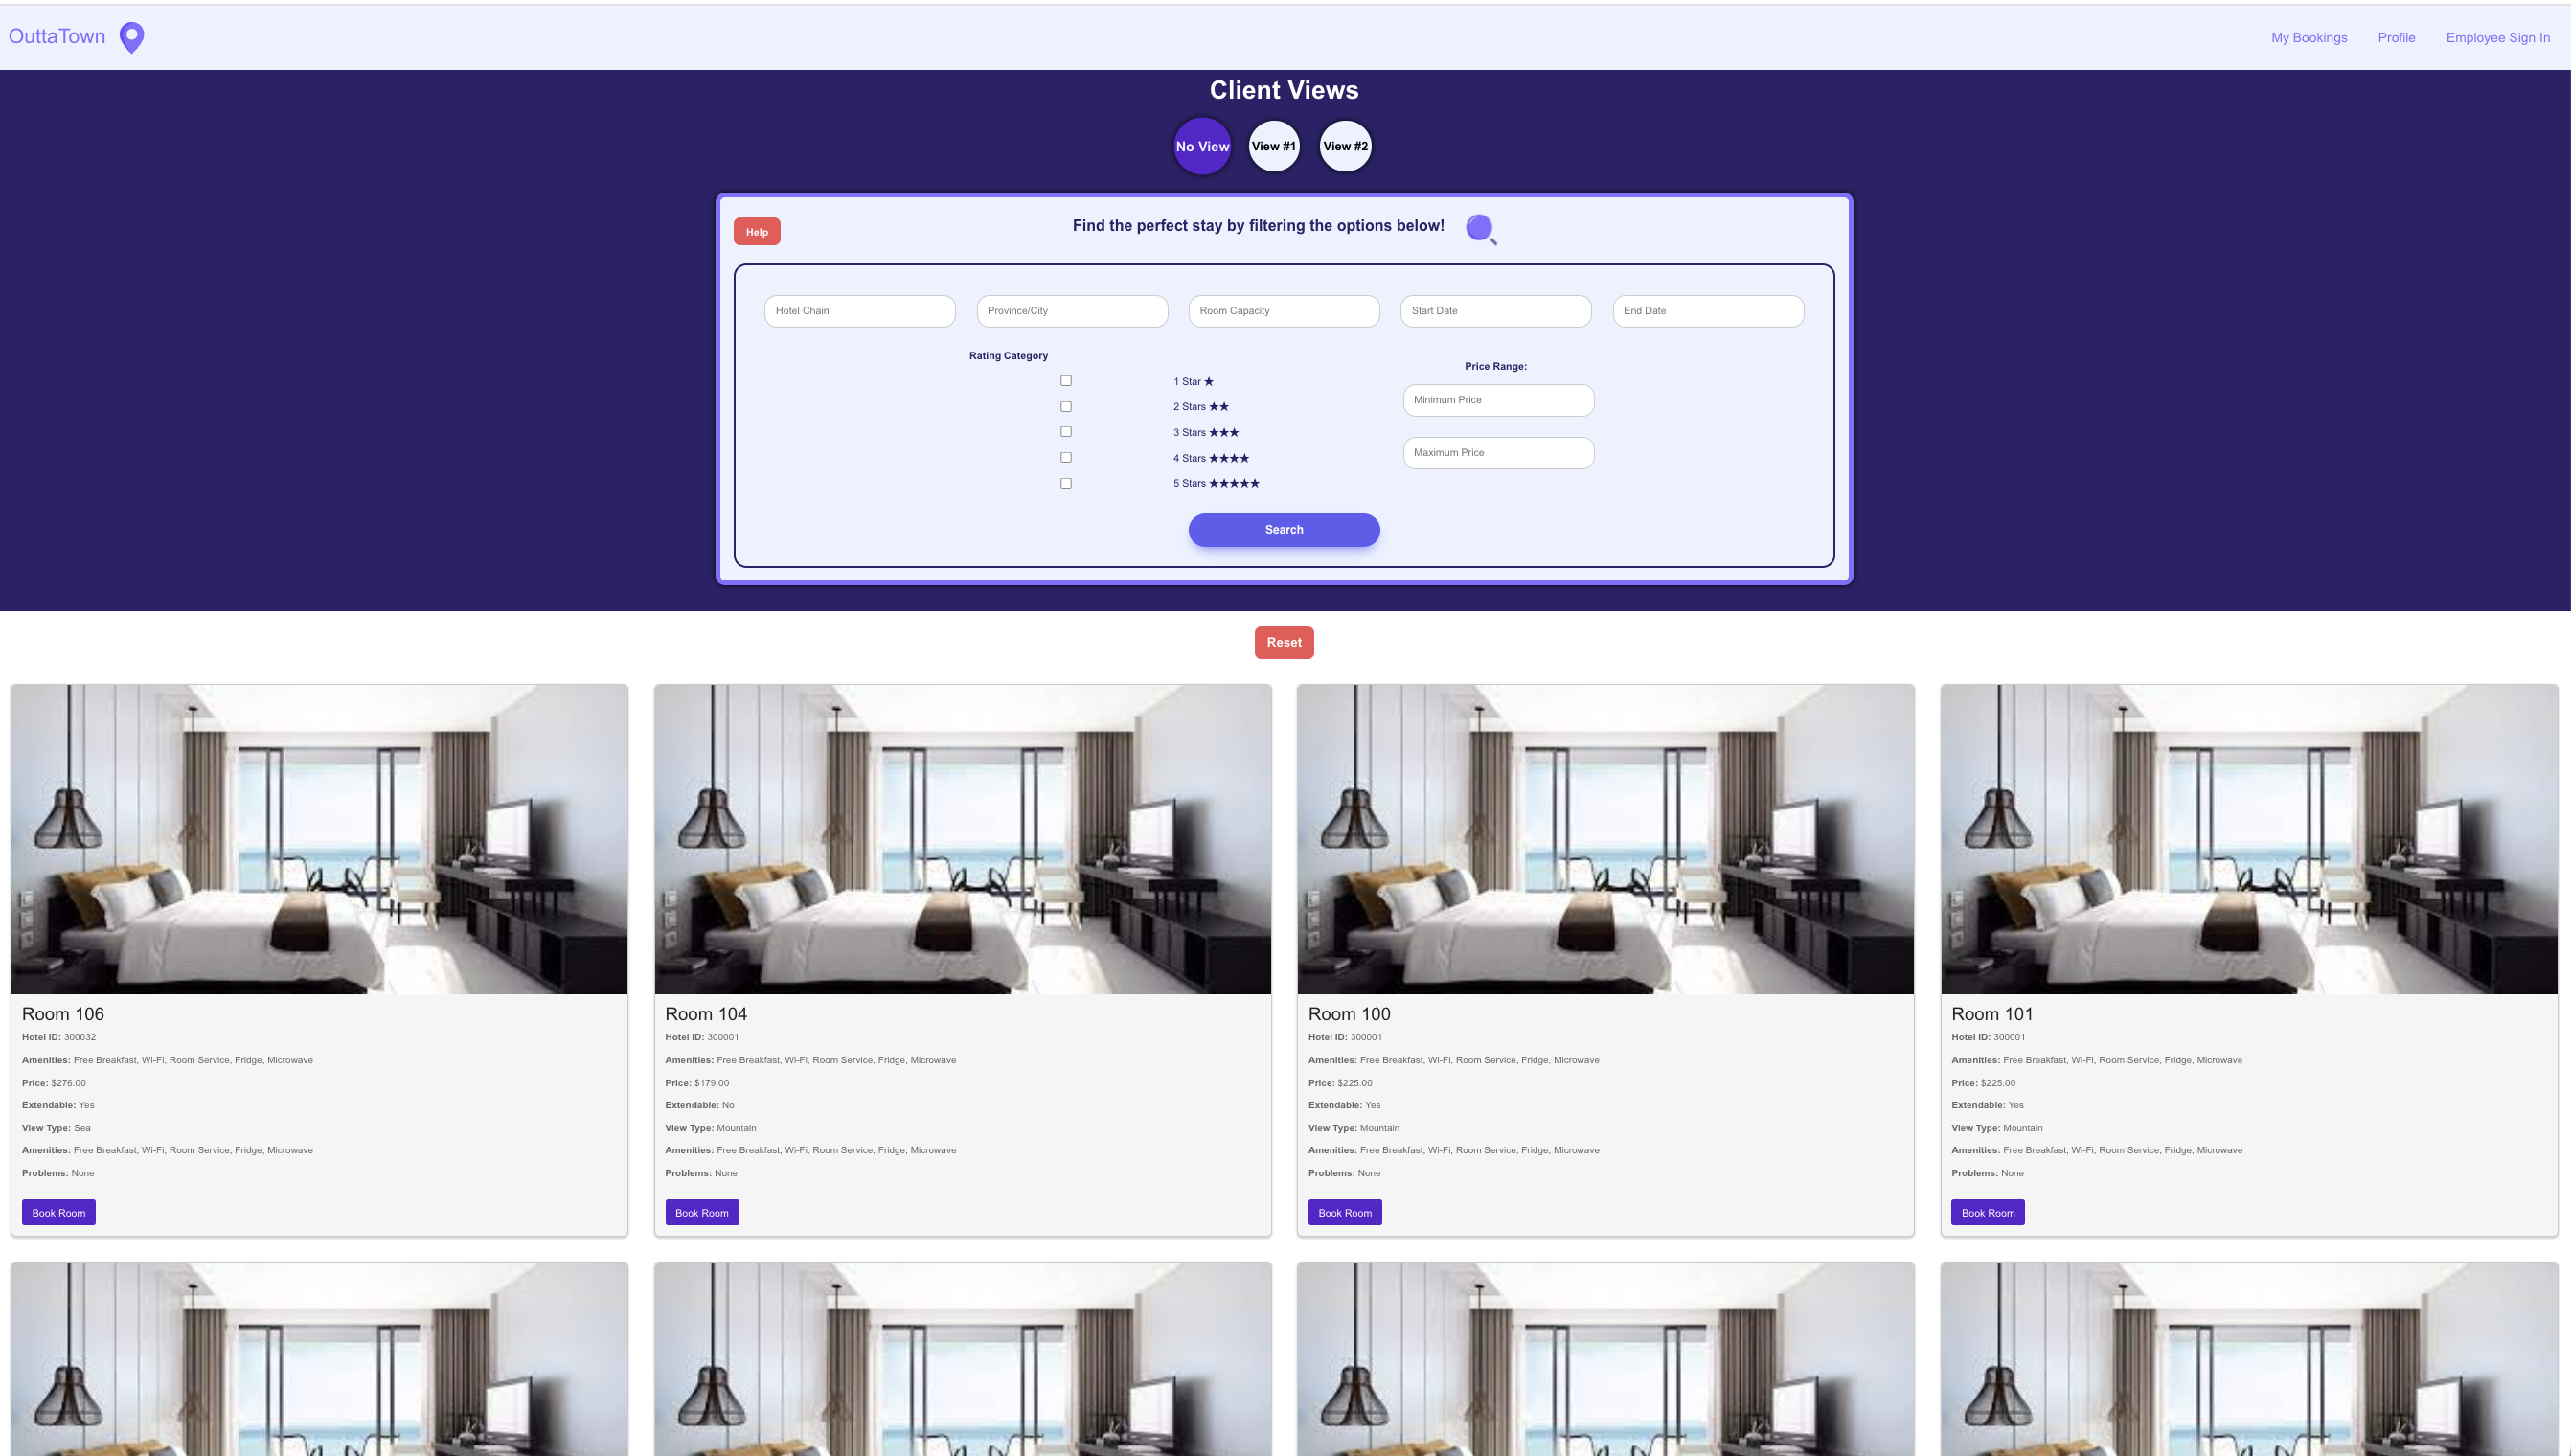 OuttaTown
My Bookings Profile Employee Sign In
Client Views
No View View #1 View #2
Help
Find the perfect stay by filtering the options below!
Hotel Chain Province/City Room Capacity Start Date End Date
Rating Category
1 Star ★
2 Stars ★★
3 Stars ★★★
4 Stars ★★★★
5 Stars ★★★★★
Price Range:
Minimum Price
Maximum Price
Search
Reset
Room 106
Hotel ID: 300032
Amenities: Free Breakfast, Wi-Fi, Room Service, Fridge, Microwave
Price: $276.00
Extendable: Yes
View Type: Sea
Amenities: Free Breakfast, Wi-Fi, Room Service, Fridge, Microwave
Problems: None
Book Room
Room 104
Hotel ID: 300001
Amenities: Free Breakfast, Wi-Fi, Room Service, Fridge, Microwave
Price: $179.00
Extendable: No
View Type: Mountain
Amenities: Free Breakfast, Wi-Fi, Room Service, Fridge, Microwave
Problems: None
Book Room
Room 100
Hotel ID: 300001
Amenities: Free Breakfast, Wi-Fi, Room Service, Fridge, Microwave
Price: $225.00
Extendable: Yes
View Type: Mountain
Amenities: Free Breakfast, Wi-Fi, Room Service, Fridge, Microwave
Problems: None
Book Room
Room 101
Hotel ID: 300001
Amenities: Free Breakfast, Wi-Fi, Room Service, Fridge, Microwave
Price: $225.00
Extendable: Yes
View Type: Mountain
Amenities: Free Breakfast, Wi-Fi, Room Service, Fridge, Microwave
Problems: None
Book Room